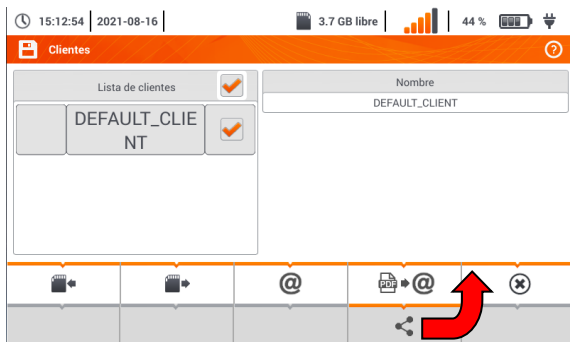 15:12:54 2021-08-16 3.7 GB libre 44 %
Clientes
Lista de clientes
DEFAULT_CLIE
NT
Nombre
DEFAULT_CLIENT
@ PDF @